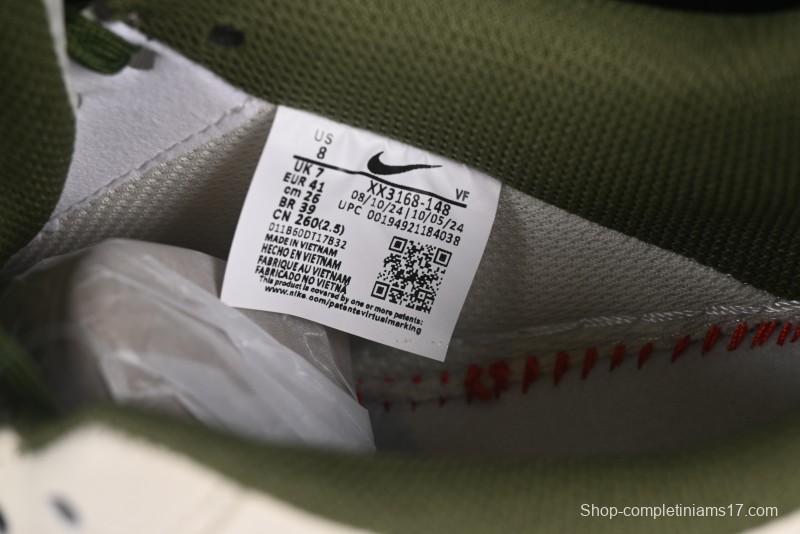 US
8
UK 7
EUR 41
cm 26
BR 39
CN 260(2.5)
VF
XX3168-148
08/10/24|10/05/24
UPC 00194921184038
011B60DT17B32
MADE IN VIETNAM
HECHO EN VIETNAM
FABRIQUE AU VIETNAM
FABRICADO NO VIETNA
This product is covered by one or more patents:
www.nike.com/patentsvirtualmarking
Shop-completiniams17.com